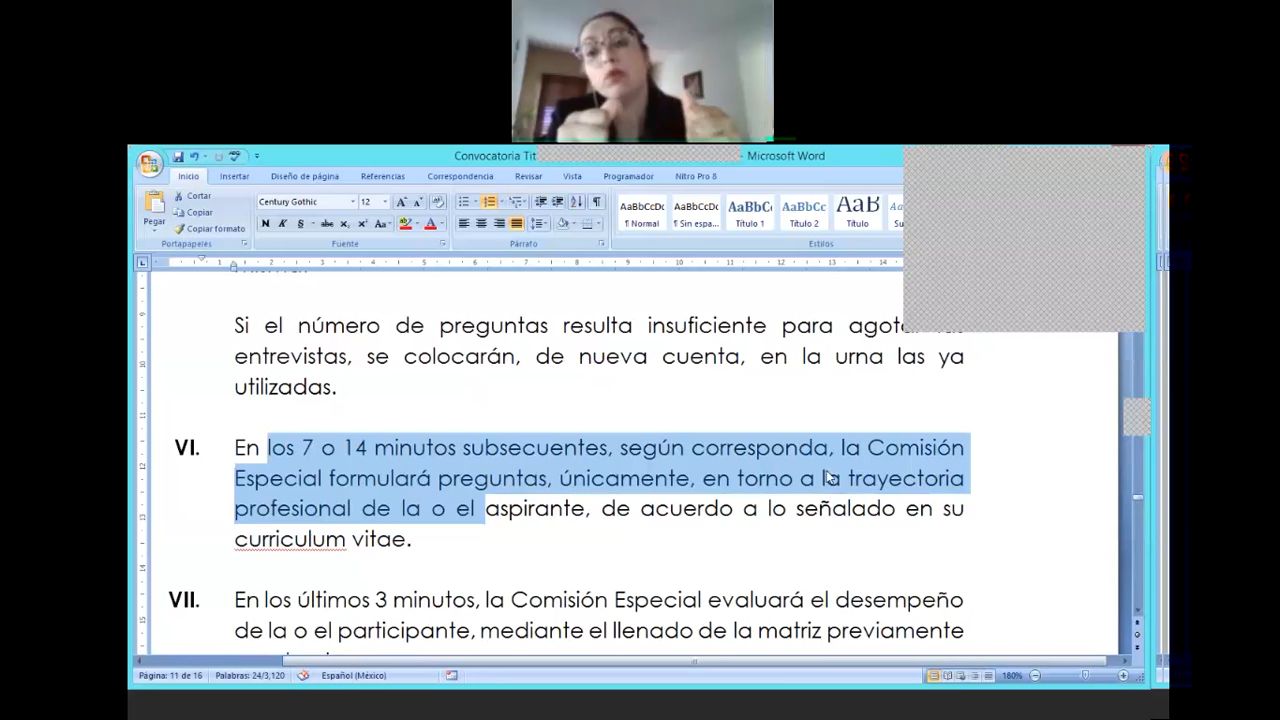 Convocatoria Tit - Microsoft Word
Inicio Insertar Diseño de página Referencias Correspondencia Revisar Vista Programador Nitro Pro 8
Pegar
Cortar
Copiar
Copiar formato
Portapapeles
Century Gothic 12
Fuente
Párrafo
AaBbCcDc AaBbCcDc AaBbC AaBbCc AaB
¶ Normal ¶ Sin espa... Título 1 Título 2 Título
Estilos
Si el número de preguntas resulta insuficiente para
entrevistas, se colocarán, de nueva cuenta, en la urna las ya
utilizadas.
VI. En los 7 o 14 minutos subsecuentes, según corresponda, la Comisión
Especial formulará preguntas, únicamente, en torno a la trayectoria
profesional de la o el aspirante, de acuerdo a lo señalado en su
curriculum vitae.
VII. En los últimos 3 minutos, la Comisión Especial evaluará el desempeño
de la o el participante, mediante el llenado de la matriz previamente
Página: 11 de 16 Palabras: 24/3,120 Español (México) 180%